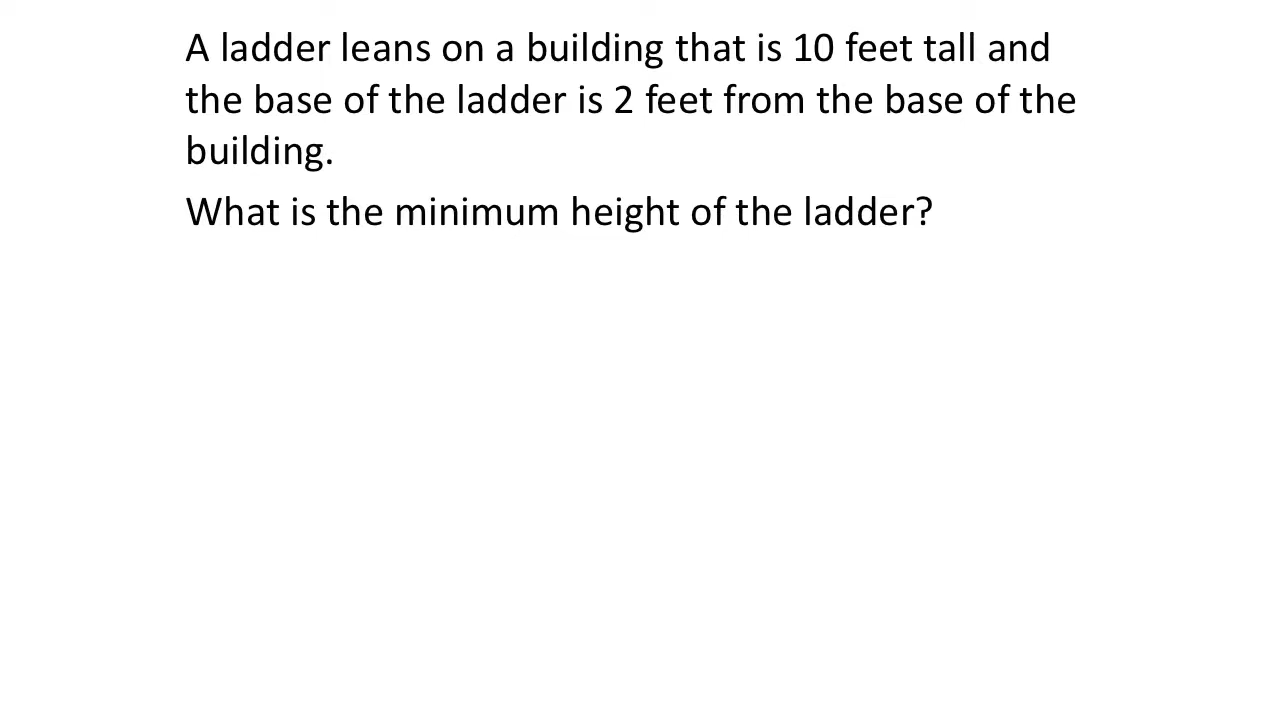 A ladder leans on a building that is 10 feet tall and
the base of the ladder is 2 feet from the base of the
building.
What is the minimum height of the ladder?